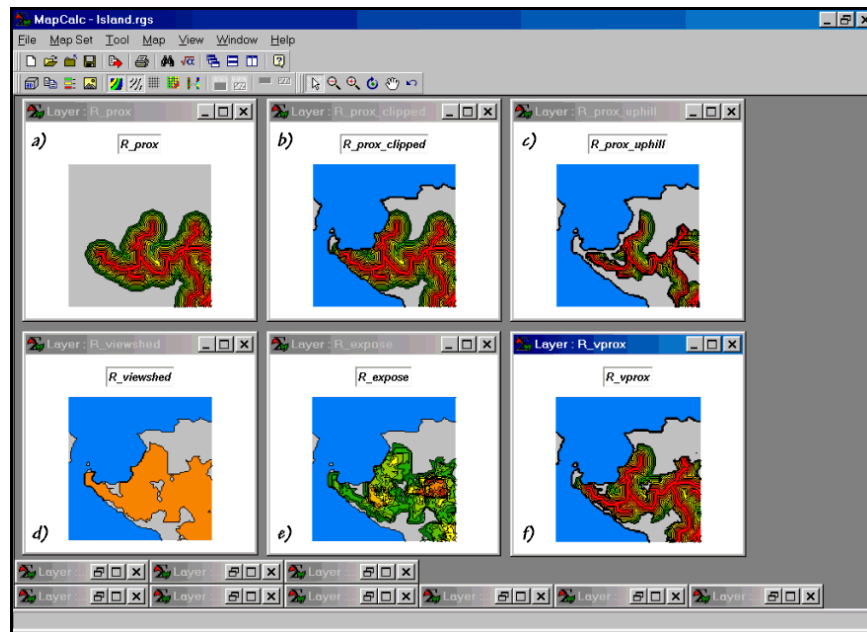 MapCalc - Island.rgs
File Map Set Tool Map View Window Help
Layer : R_prox
Layer : R_prox_clipped
Layer : R_prox_uphill
a) R_prox
b) R_prox_clipped
c) R_prox_uphill
Layer : R_viewshed
Layer : R_expose
Layer : R_vprox
R_viewshed
R_expose
R_vprox
d)
e)
f)
Layer :
Layer :
Layer :
Layer :
Layer :
Layer :
Layer :
Layer :
Layer :